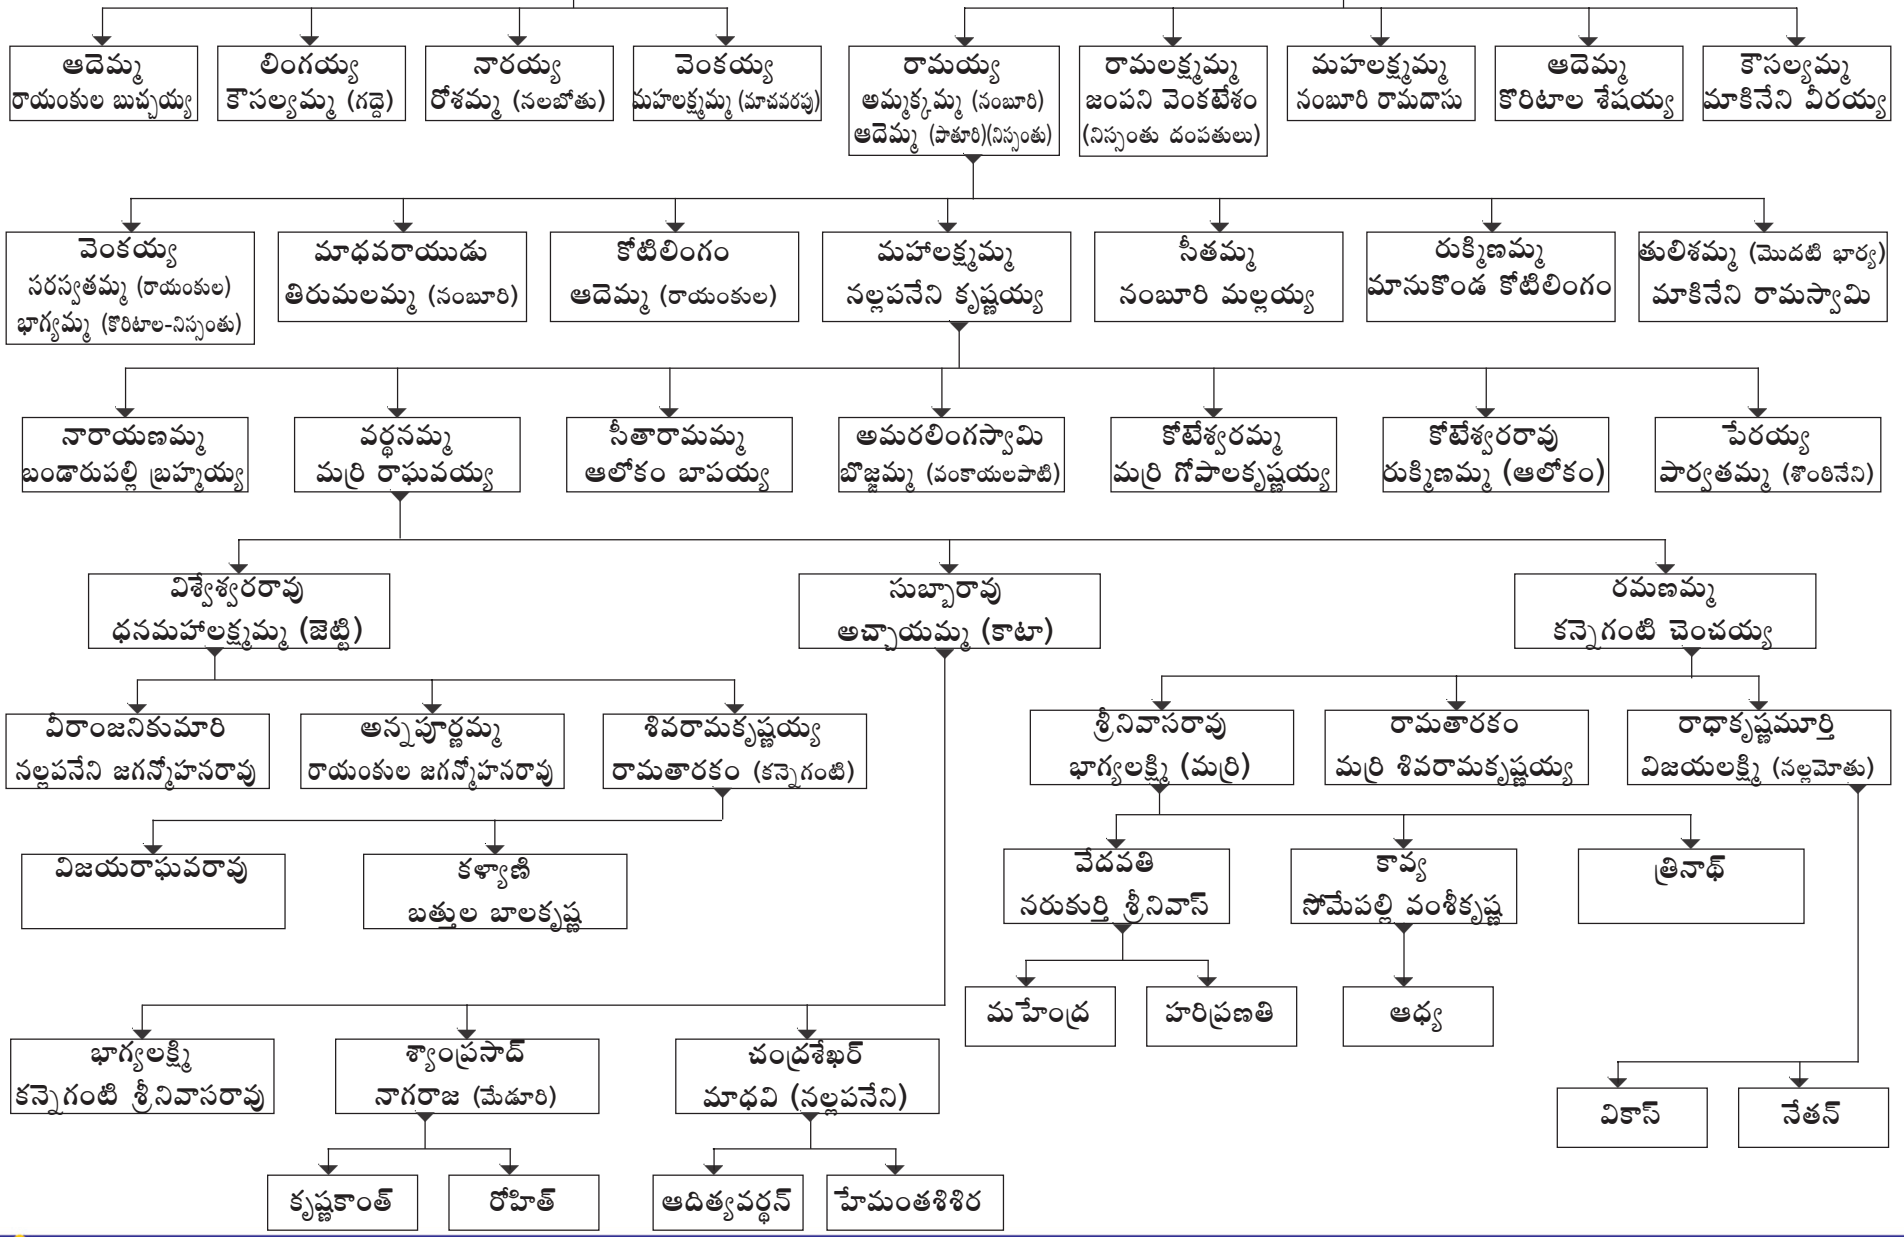 ఆదెమ్మ
రాయంకుల బుచ్చయ్య
లింగయ్య
కౌసల్యమ్మ (గద్దె)
నారయ్య
రోశమ్మ (నలబోతు)
వెంకయ్య
మహలక్ష్మమ్మ (మాచవరపు)
రామయ్య
అమ్మక్కమ్మ (నంబూరి)
ఆదెమ్మ (పాతూరి)(నిస్సంతు)
రామలక్ష్మమ్మ
జంపని వెంకటేశం
(నిస్సంతు దంపతులు)
మహలక్ష్మమ్మ
నంబూరి రామదాసు
ఆదెమ్మ
కొరిటాల శేషయ్య
కౌసల్యమ్మ
మాకినేని వీరయ్య
వెంకయ్య
సరస్వతమ్మ (రాయంకుల)
భాగ్యమ్మ (కొరిటాల-నిస్సంతు)
మాధవరాయుడు
తిరుమలమ్మ (నంబూరి)
కోటిలింగం
ఆదెమ్మ (రాయంకుల)
మహాలక్ష్మమ్మ
నల్లపనేని కృష్ణయ్య
సీతమ్మ
నంబూరి మల్లయ్య
రుక్మిణమ్మ
మానుకొండ కోటిలింగం
తులిశమ్మ (మొదటి భార్య)
మాకినేని రామస్వామి
నారాయణమ్మ
బండారుపల్లి బ్రహ్మయ్య
వర్థనమ్మ
మర్రి రాఘవయ్య
సీతారామమ్మ
ఆలోకం బాపయ్య
అమరలింగస్వామి
బొజ్జమ్మ (వంకాయలపాటి)
కోటేశ్వరమ్మ
మర్రి గోపాలకృష్ణయ్య
కోటేశ్వరరావు
రుక్మిణమ్మ (ఆలోకం)
పేరయ్య
పార్వతమ్మ (శొంఠినేని)
విశ్వేశ్వరరావు
ధనమహాలక్ష్మమ్మ (జెట్టి)
సుబ్బారావు
అచ్చాయమ్మ (కాటా)
రమణమ్మ
కన్నెగంటి చెంచయ్య
వీరాంజనికుమారి
నల్లపనేని జగన్మోహనరావు
అన్నపూర్ణమ్మ
రాయంకుల జగన్మోహనరావు
శివరామకృష్ణయ్య
రామతారకం (కన్నెగంటి)
శ్రీనివాసరావు
భాగ్యలక్ష్మి (మర్రి)
రామతారకం
మర్రి శివరామకృష్ణయ్య
రాధాకృష్ణమూర్తి
విజయలక్ష్మి (నల్లమోతు)
విజయరాఘవరావు
కళ్యాణి
బత్తుల బాలకృష్ణ
వేదవతి
నరుకుర్తి శ్రీనివాస్
కావ్య
సోమేపల్లి వంశీకృష్ణ
త్రినాథ్
మహేంద్ర
హరిప్రణతి
ఆధ్య
భాగ్యలక్ష్మి
కన్నెగంటి శ్రీనివాసరావు
శ్యాంప్రసాద్
నాగరాజ (మేడూరి)
చంద్రశేఖర్
మాధవి (నల్లపనేని)
వికాస్
నేతన్
కృష్ణకాంత్
రోహిత్
ఆదిత్యవర్థన్
హేమంతశిశిర